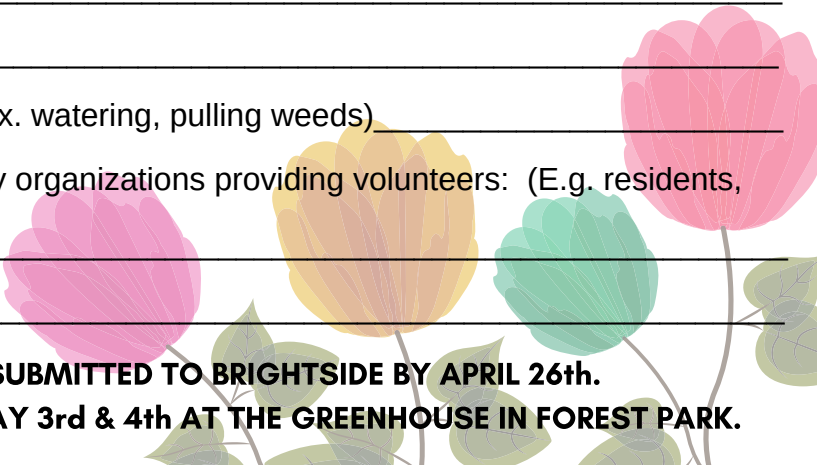 x. watering, pulling weeds)
y organizations providing volunteers: (E.g. residents,
SUBMITTED TO BRIGHTSIDE BY APRIL 26th.
AY 3rd & 4th AT THE GREENHOUSE IN FOREST PARK.